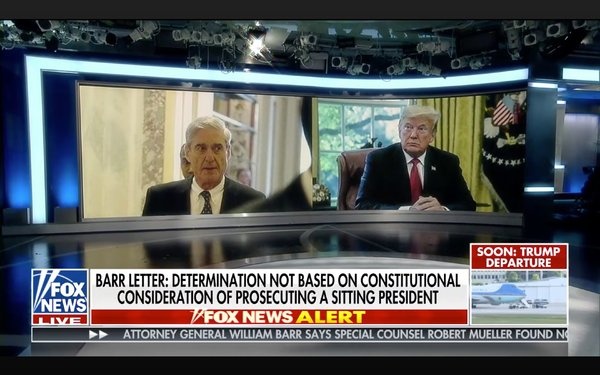 SOON: TRUMP
DEPARTURE
FOX
NEWS
LIVE
BARR LETTER: DETERMINATION NOT BASED ON CONSTITUTIONAL
CONSIDERATION OF PROSECUTING A SITTING PRESIDENT
FOX NEWS ALERT
ATTORNEY GENERAL WILLIAM BARR SAYS SPECIAL COUNSEL ROBERT MUELLER FOUND NO